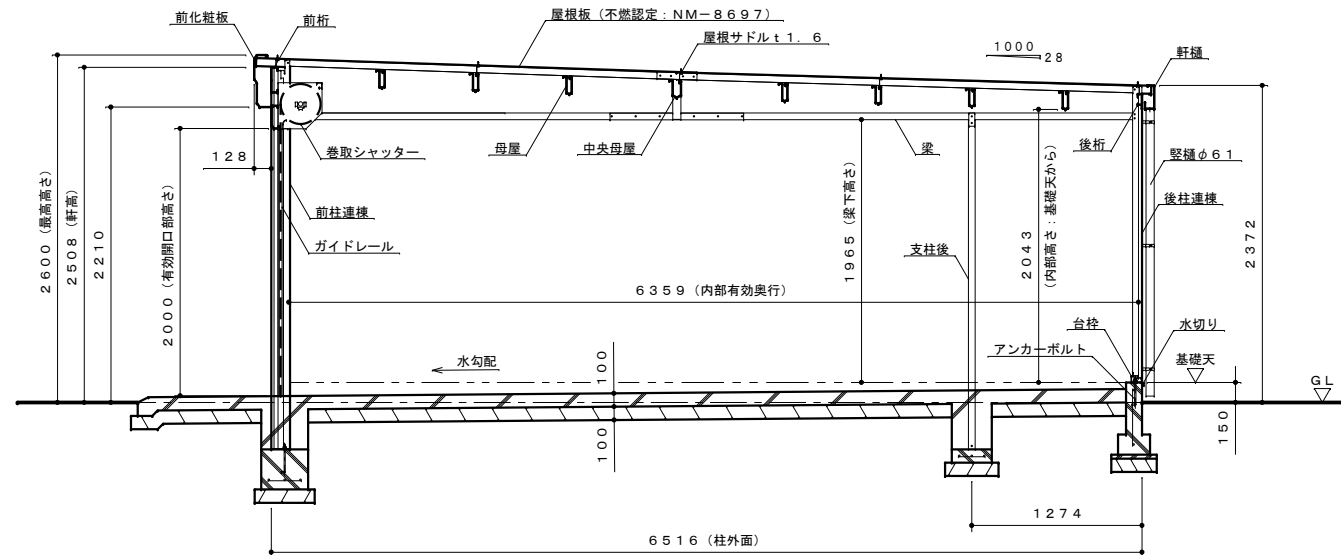 屋根板（不燃認定：NM－8697）
前化粧板
前桁
屋根サドルｔ1．6
1000
28
軒樋
128
巻取シャッター
母屋
中央母屋
梁
後桁
竪樋φ61
後柱連棟
前柱連棟
ガイドレール
支柱後
2600（最高高さ）
2508（軒高）
2210
2000（有効開口部高さ）
1965（梁下高さ）
2043
（内部高さ：基礎天から）
2372
6359（内部有効奥行）
台枠
水切り
アンカーボルト
基礎天
水勾配
100
100
GL
150
1274
6516（柱外面）